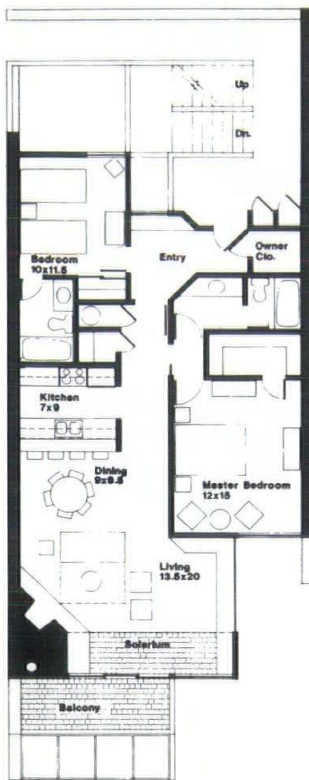 Up
Dn.
Bedroom
10x11.5
Entry
Owner
Clo.
Kitchen
7x9
Dining
9x9.5
Master Bedroom
12x15
Living
13.5x20
Solarium
Balcony